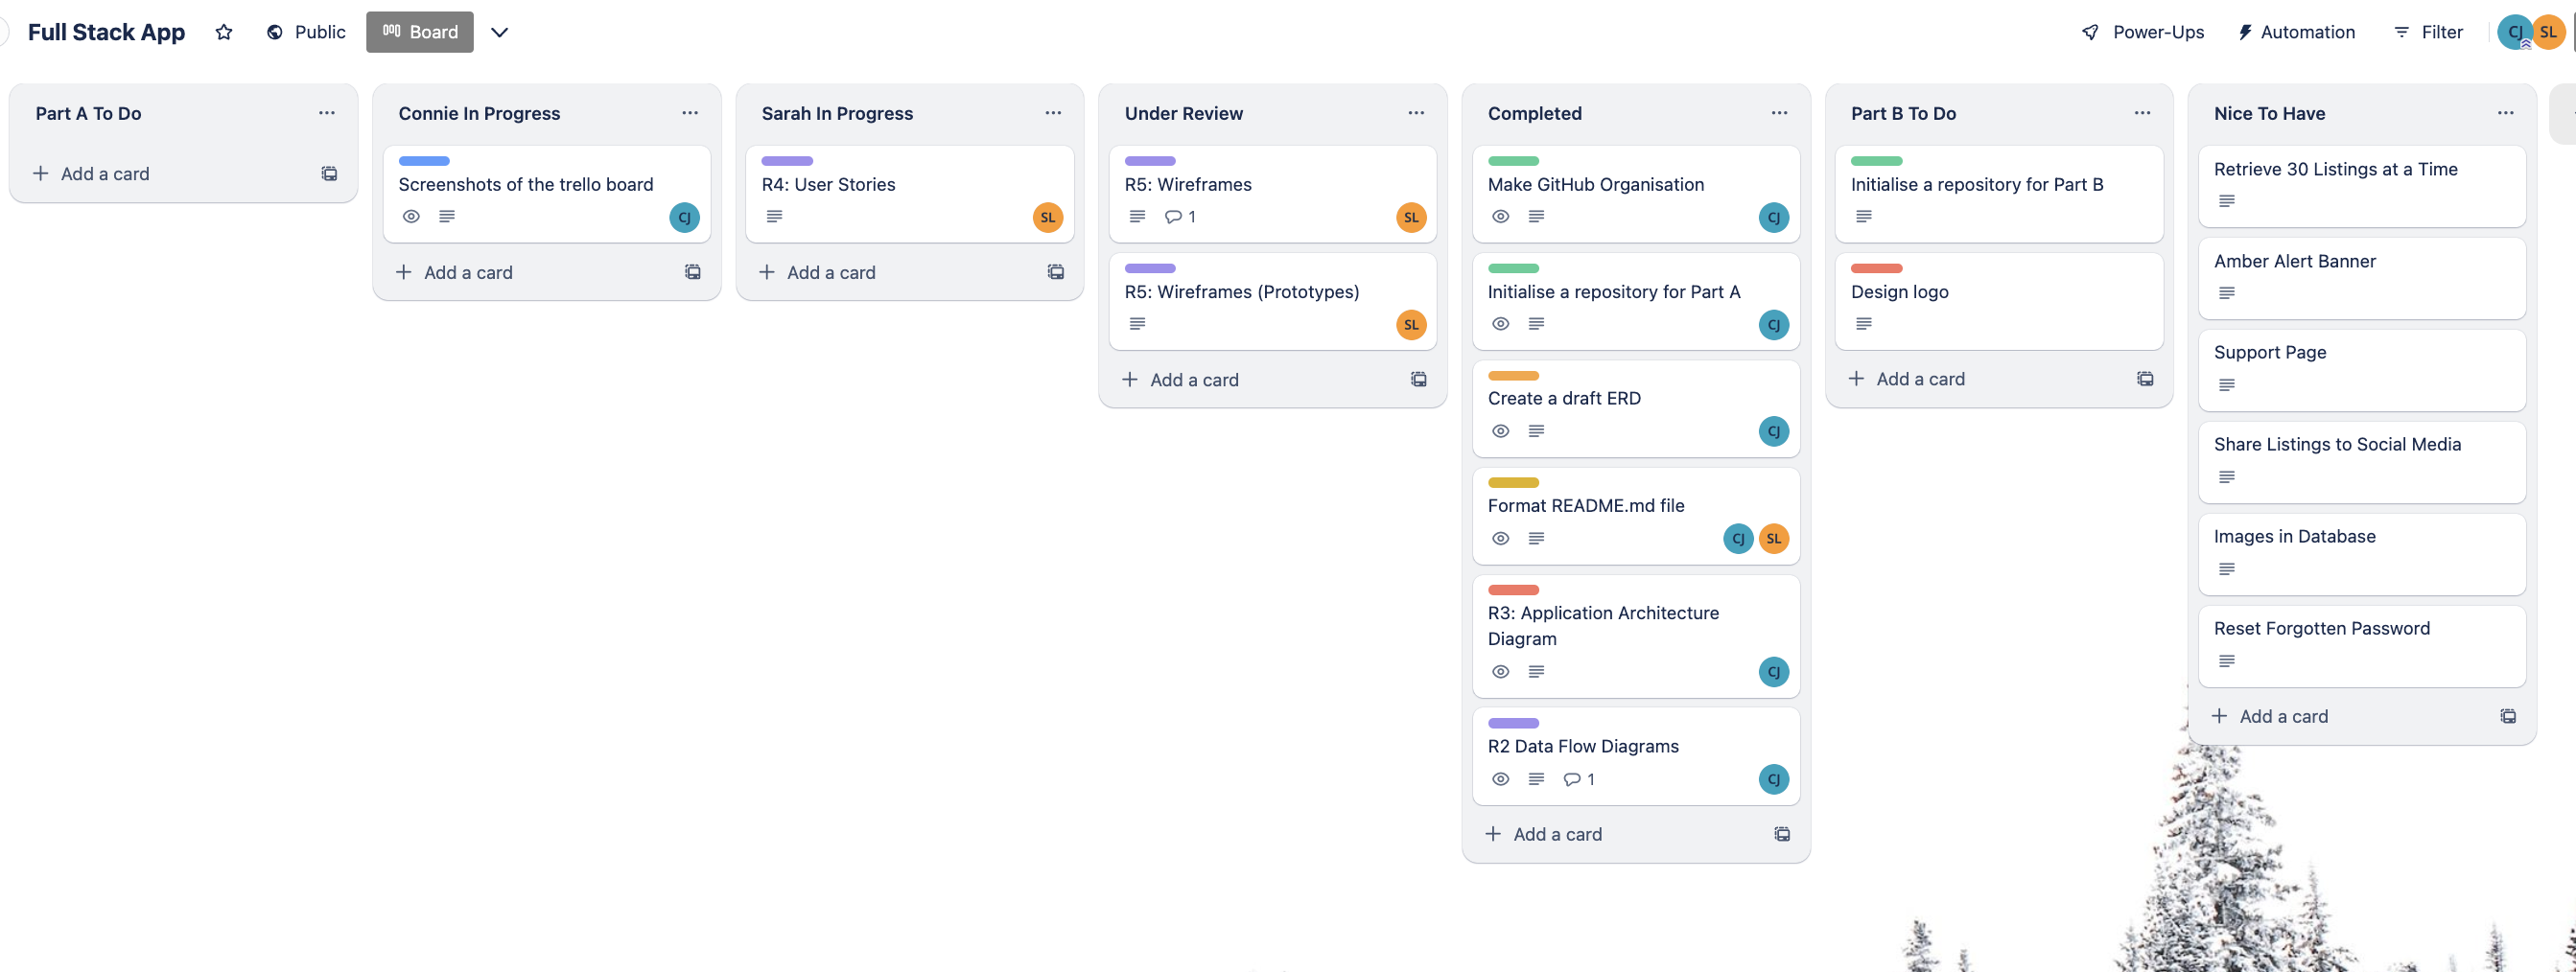 Full Stack App
Public
Board
Power-Ups
Automation
Filter
CJ
SL
Part A To Do
Add a card
Connie In Progress
Screenshots of the trello board
CJ
Add a card
Sarah In Progress
R4: User Stories
SL
Add a card
Under Review
R5: Wireframes
1
SL
R5: Wireframes (Prototypes)
SL
Add a card
Completed
Make GitHub Organisation
CJ
Initialise a repository for Part A
CJ
Create a draft ERD
CJ
Format README.md file
CJ
SL
R3: Application Architecture
Diagram
CJ
R2 Data Flow Diagrams
1
CJ
Add a card
Part B To Do
Initialise a repository for Part B
Design logo
Add a card
Nice To Have
Retrieve 30 Listings at a Time
Amber Alert Banner
Support Page
Share Listings to Social Media
Images in Database
Reset Forgotten Password
Add a card